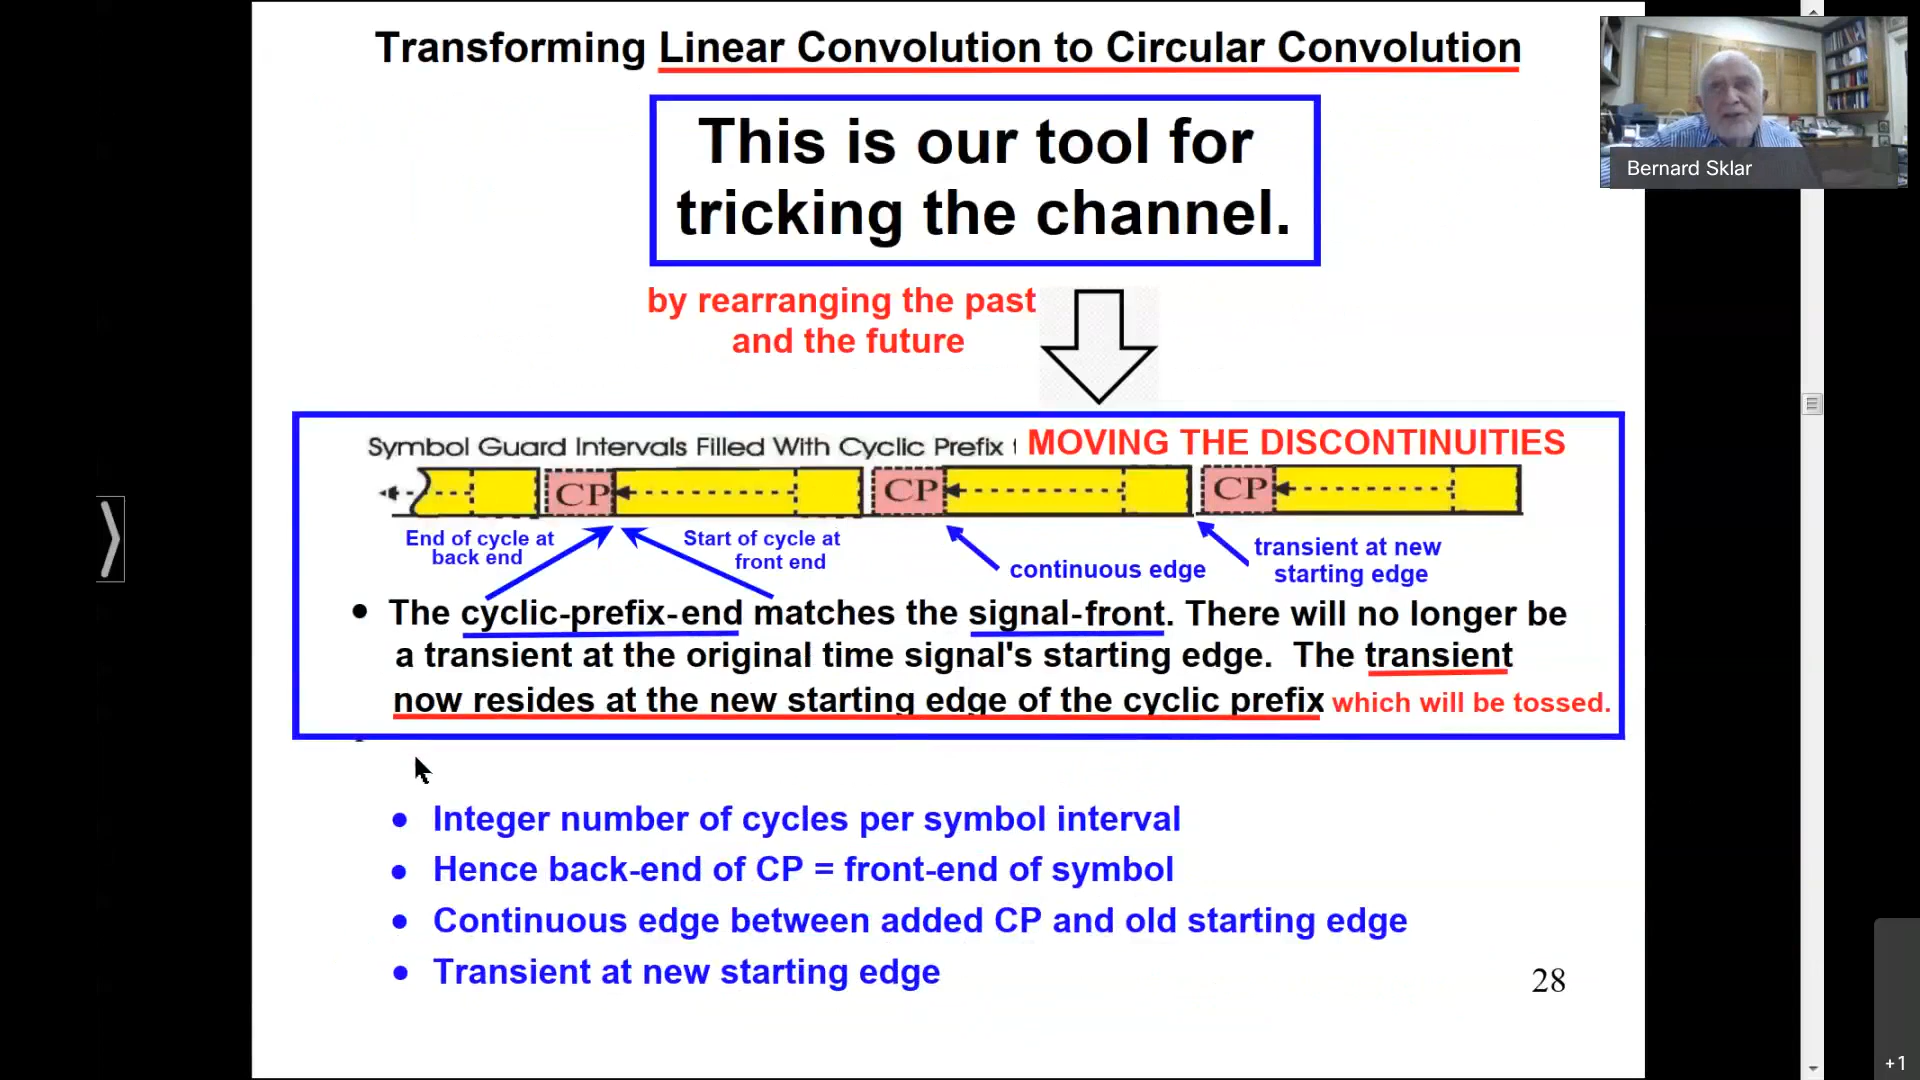 Transforming Linear Convolution to Circular Convolution
Bernard Sklar
This is our tool for
tricking the channel.
by rearranging the past
and the future
Symbol Guard Intervals Filled With Cyclic Prefix
MOVING THE DISCONTINUITIES
CP CP CP
End of cycle at
back end
Start of cycle at
front end
continuous edge
transient at new
starting edge
• The cyclic-prefix-end matches the signal-front. There will no longer be
a transient at the original time signal's starting edge. The transient
now resides at the new starting edge of the cyclic prefix which will be tossed.
• Integer number of cycles per symbol interval
• Hence back-end of CP = front-end of symbol
• Continuous edge between added CP and old starting edge
• Transient at new starting edge
28
+1